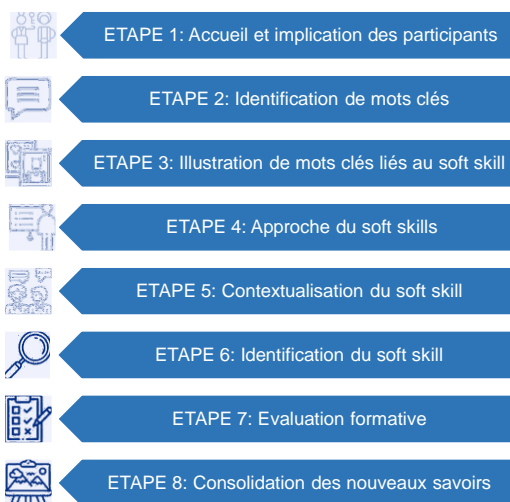 ETAPE 1: Accueil et implication des participants
ETAPE 2: Identification de mots clés
ETAPE 3: Illustration de mots clés liés au soft skill
ETAPE 4: Approche du soft skills
ETAPE 5: Contextualisation du soft skill
ETAPE 6: Identification du soft skill
ETAPE 7: Evaluation formative
ETAPE 8: Consolidation des nouveaux savoirs